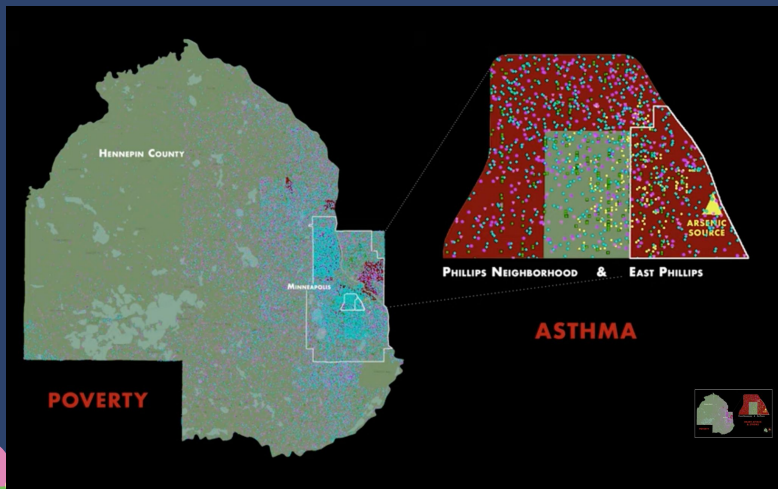 Hennepin County
Minneapolis
Poverty
Arsenic
Source
Phillips Neighborhood & East Phillips
Asthma